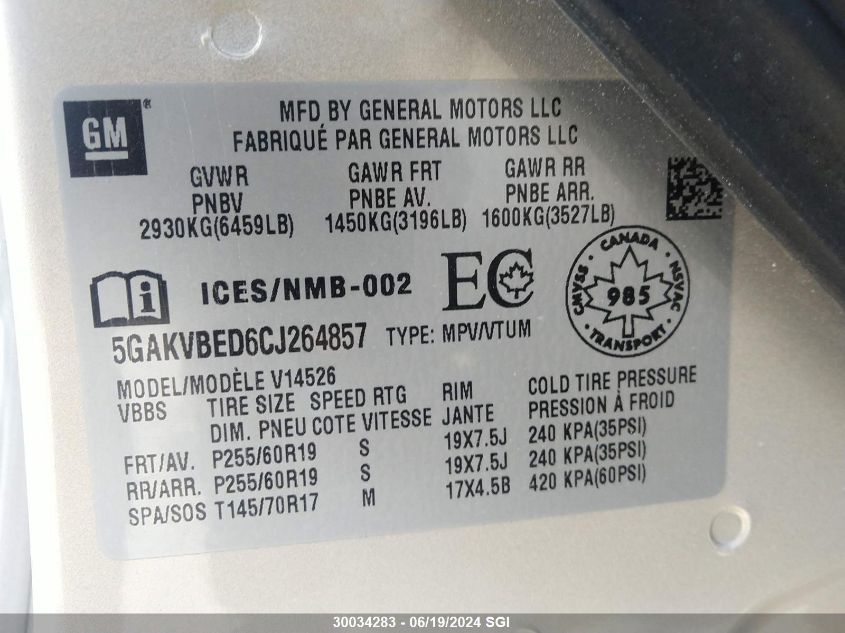 GM®
MFD BY GENERAL MOTORS LLC
FABRIQUÉ PAR GENERAL MOTORS LLC
GVWR GAWR FRT GAWR RR
PNBV PNBE AV. PNBE ARR.
2930KG(6459LB) 1450KG(3196LB) 1600KG(3527LB)
ICES/NMB-002 EC
CANADA
CMVSS 985 NSVAC
TRANSPORT
5GAKVBED6CJ264857 TYPE: MPV/VTUM
MODEL/MODÈLE V14526
VBBS TIRE SIZE SPEED RTG RIM COLD TIRE PRESSURE
DIM. PNEU COTE VITESSE JANTE PRESSION À FROID
FRT/AV. P255/60R19 S 19X7.5J 240 KPA(35PSI)
RR/ARR. P255/60R19 S 19X7.5J 240 KPA(35PSI)
SPA/SOS T145/70R17 M 17X4.5B 420 KPA(60PSI)
30034283 - 06/19/2024 SGI